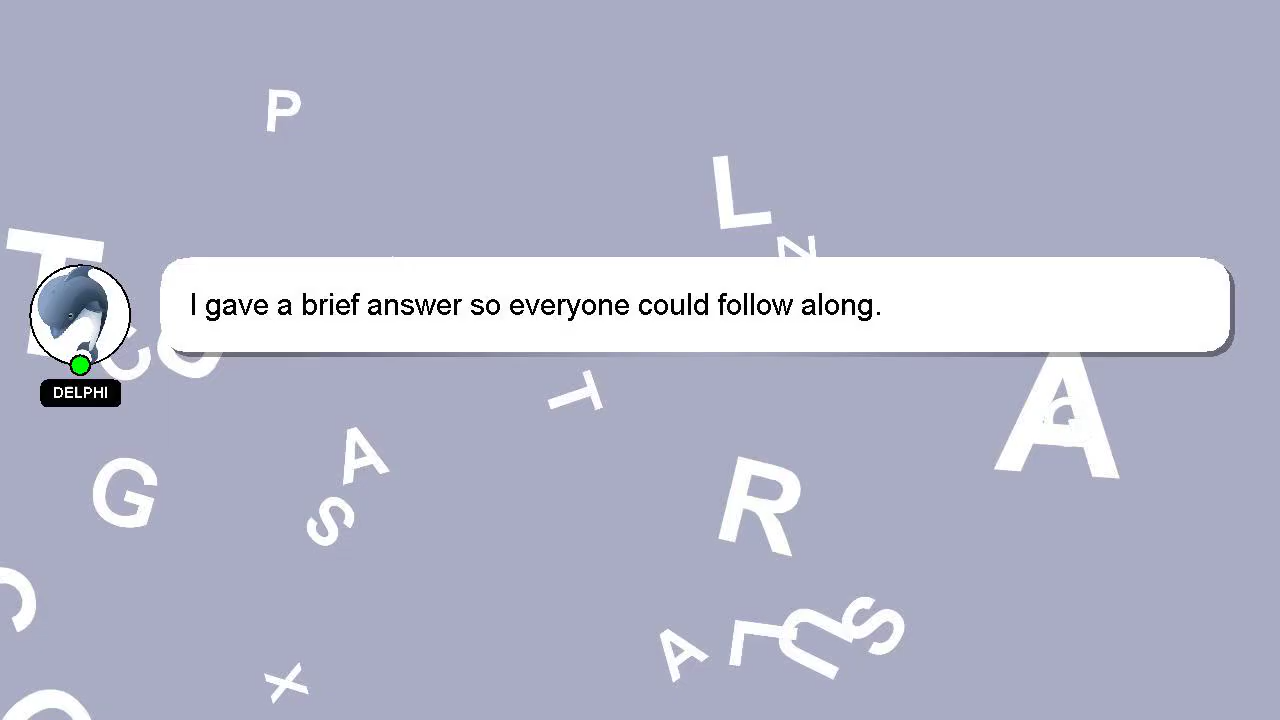 P
L
Z
T
I gave a brief answer so everyone could follow along.
DELPHI
T
A
G
A
S
R
C
S
A
L
U
X